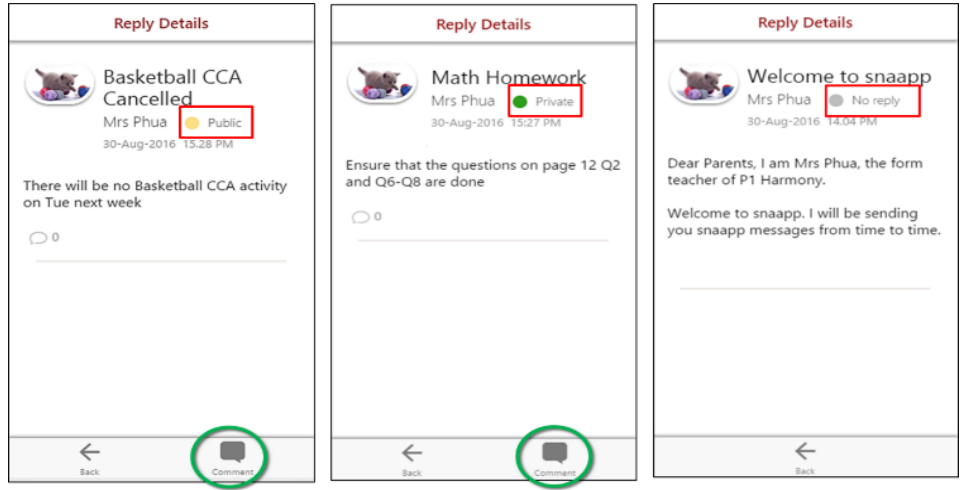 Reply Details
Basketball CCA
Cancelled
Mrs Phua Public
30-Aug-2016 15.28 PM
There will be no Basketball CCA activity
on Tue next week
0
Back Comment
Reply Details
Math Homework
Mrs Phua Private
30-Aug-2016 15:27 PM
Ensure that the questions on page 12 Q2
and Q6-Q8 are done
0
Back Comment
Reply Details
Welcome to snaapp
Mrs Phua No reply
30-Aug-2016 14.04 PM
Dear Parents, I am Mrs Phua, the form
teacher of P1 Harmony.
Welcome to snaapp. I will be sending
you snaapp messages from time to time.
Back